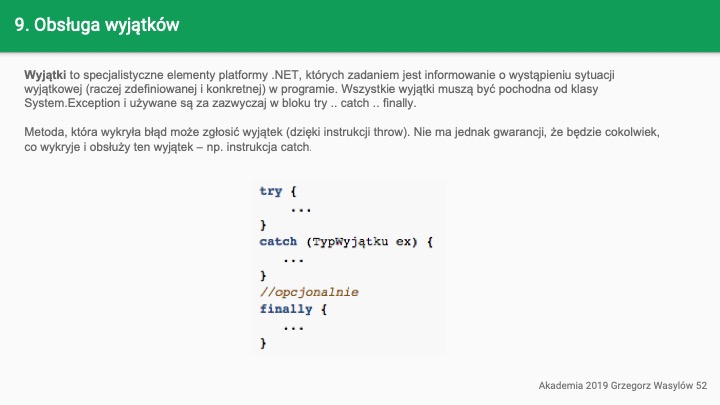 9. Obsługa wyjątków
Wyjątki to specjalistyczne elementy platformy .NET, których zadaniem jest informowanie o wystąpieniu sytuacji
wyjątkowej (raczej zdefiniowanej i konkretnej) w programie. Wszystkie wyjątki muszą być pochodna od klasy
System.Exception i używane są za zazwyczaj w bloku try .. catch .. finally.
Metoda, która wykryła błąd może zgłosić wyjątek (dzięki instrukcji throw). Nie ma jednak gwarancji, że będzie cokolwiek,
co wykryje i obsłuży ten wyjątek – np. instrukcja catch.
try {
...
}
catch (TypWyjątku ex) {
...
}
//opcjonalnie
finally {
...
}
Akademia 2019 Grzegorz Wasylów 52